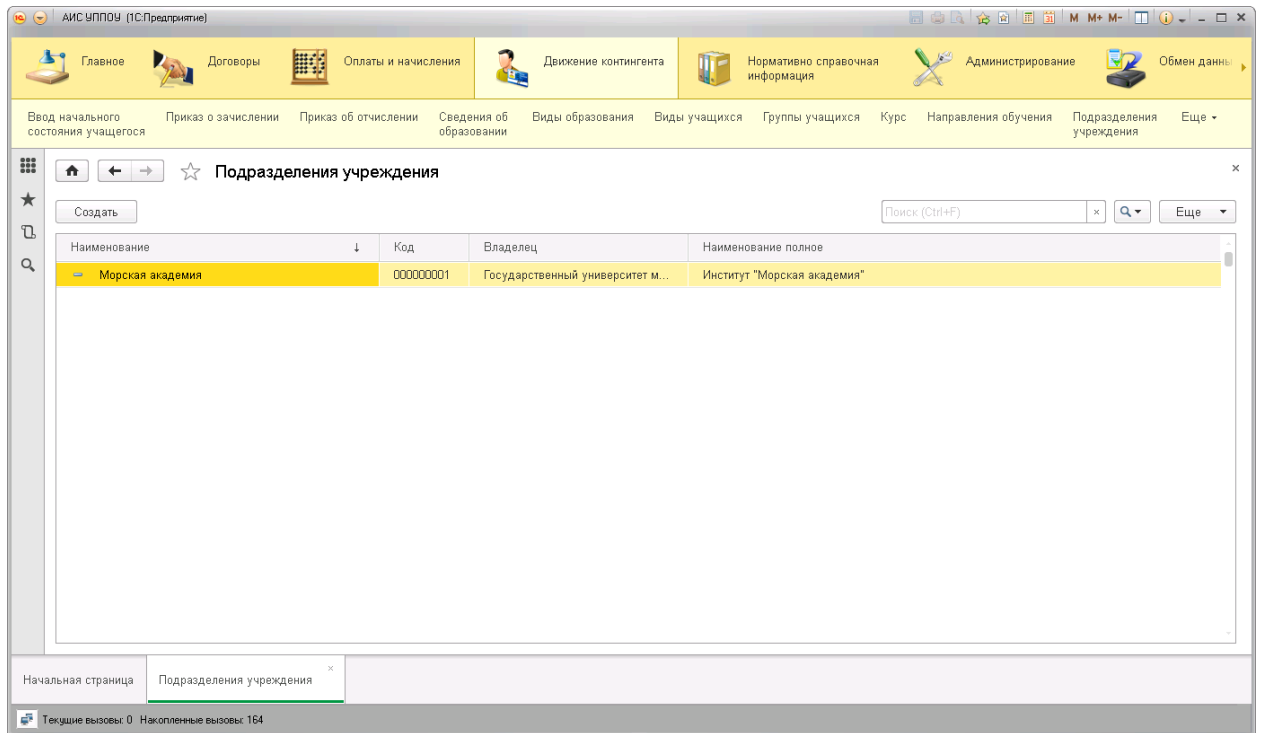 АИС УППОУ (1С:Предприятие)
M M+ M-
Главное
Договоры
Оплаты и начисления
Движение контингента
Нормативно справочная
информация
Администрирование
Обмен данны
Ввод начального
состояния учащегося
Приказ о зачислении
Приказ об отчислении
Сведения об
образовании
Виды образования
Виды учащихся
Группы учащихся
Курс
Направления обучения
Подразделения
учреждения
Еще
Подразделения учреждения
Создать
Поиск (Ctrl+F)
Еще
Наименование ↓ Код Владелец Наименование полное
Морская академия 000000001 Государственный университет м... Институт "Морская академия"
Начальная страница
Подразделения учреждения
Текущие вызовы: 0 Накопленные вызовы: 164